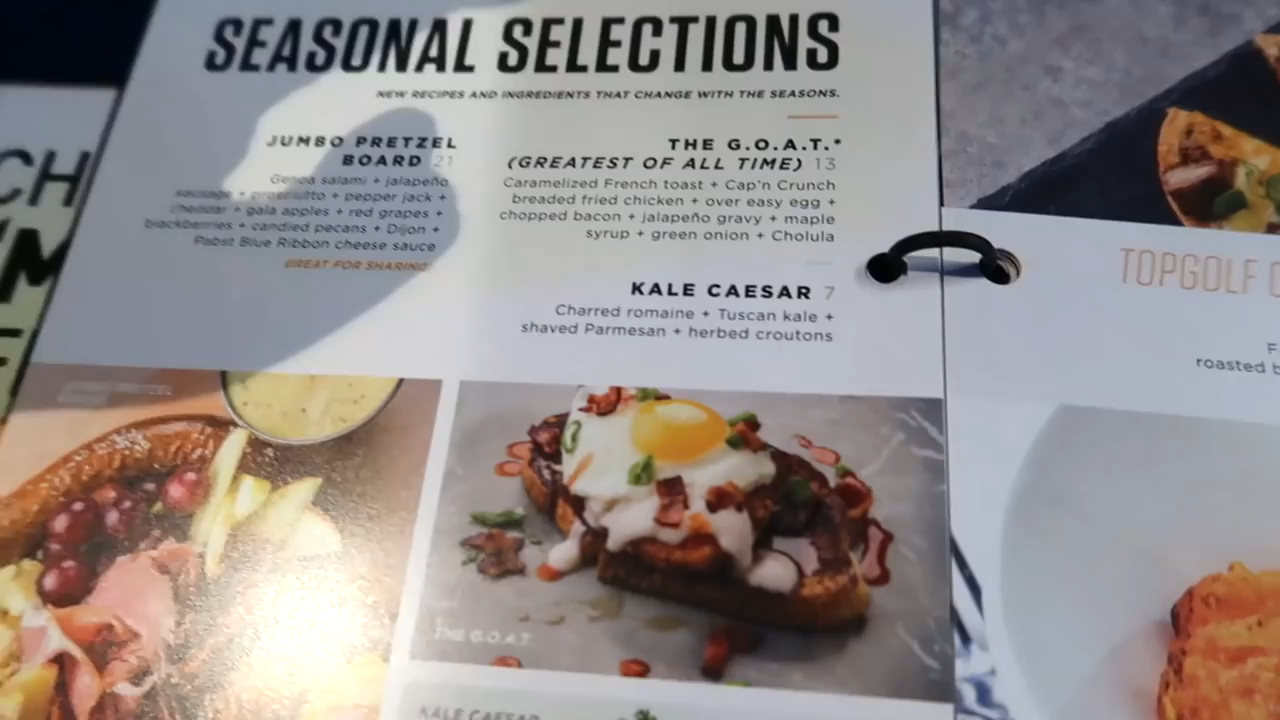 SEASONAL SELECTIONS
NEW RECIPES AND INGREDIENTS THAT CHANGE WITH THE SEASONS.
JUMBO PRETZEL
BOARD 21
Genoa salami + jalapeño
sausage + prosciutto + pepper jack +
cheddar + gala apples + red grapes +
blackberries + candied pecans + Dijon +
Pabst Blue Ribbon cheese sauce
GREAT FOR SHARING
THE G.O.A.T.*
(GREATEST OF ALL TIME) 13
Caramelized French toast + Cap'n Crunch
breaded fried chicken + over easy egg +
chopped bacon + jalapeño gravy + maple
syrup + green onion + Cholula
KALE CAESAR 7
Charred romaine + Tuscan kale +
shaved Parmesan + herbed croutons
THE G.O.A.T.
KALE CAESAR
TOPGOLF
roasted
CH